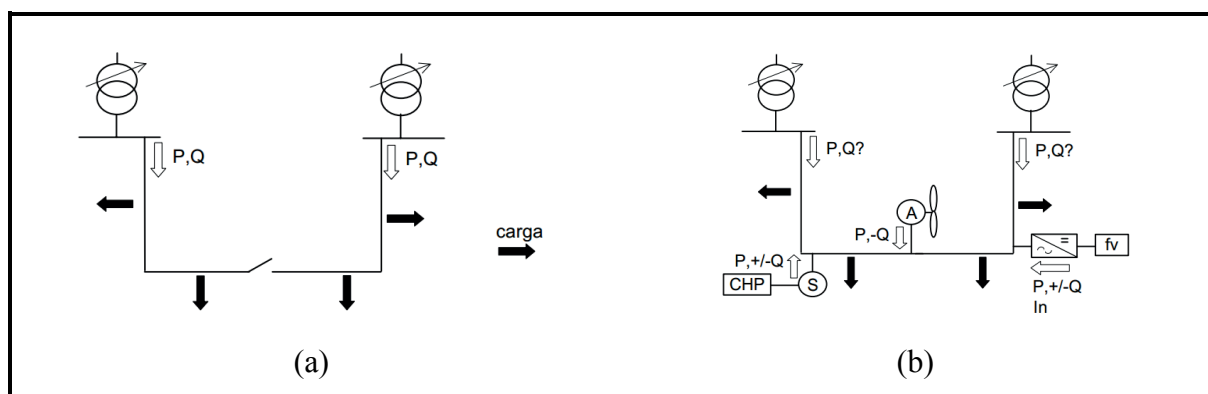 P,Q
P,Q
carga
(a)
P,Q?
P,Q?
A
P,-Q
P,+/-Q
CHP
S
=
fv
P,+/-Q
In
(b)